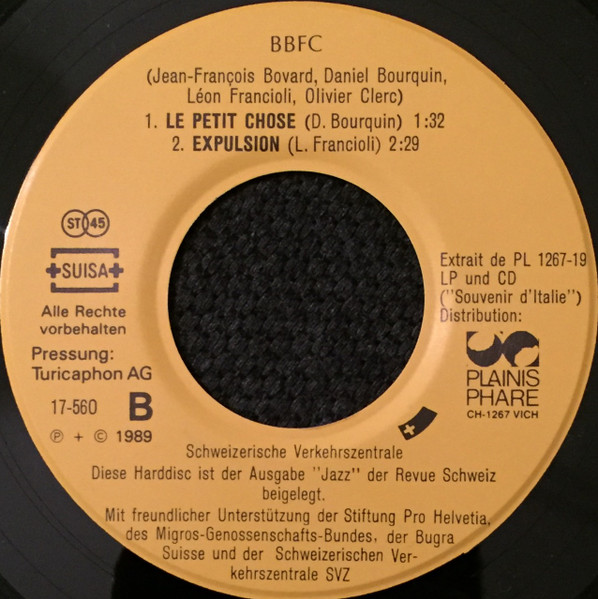 BBFC
(Jean-François Bovard, Daniel Bourquin,
Léon Francioli, Olivier Clerc)
1. LE PETIT CHOSE (D. Bourquin) 1:32
2. EXPULSION (L. Francioli) 2:29
ST 45
SUISA
Alle Rechte
vorbehalten
Pressung:
Turicaphon AG
17-560 B
℗ + © 1989
Extrait de PL 1267-19
LP und CD
("Souvenir d'Italie")
Distribution:
PLAINIS
PHARE
CH-1267 VICH
Schweizerische Verkehrszentrale
Diese Harddisc ist der Ausgabe "Jazz" der Revue Schweiz
beigelegt.
Mit freundlicher Unterstützung der Stiftung Pro Helvetia,
des Migros-Genossenschafts-Bundes, der Bugra
Suisse und der Schweizerischen Ver-
kehrszentrale SVZ